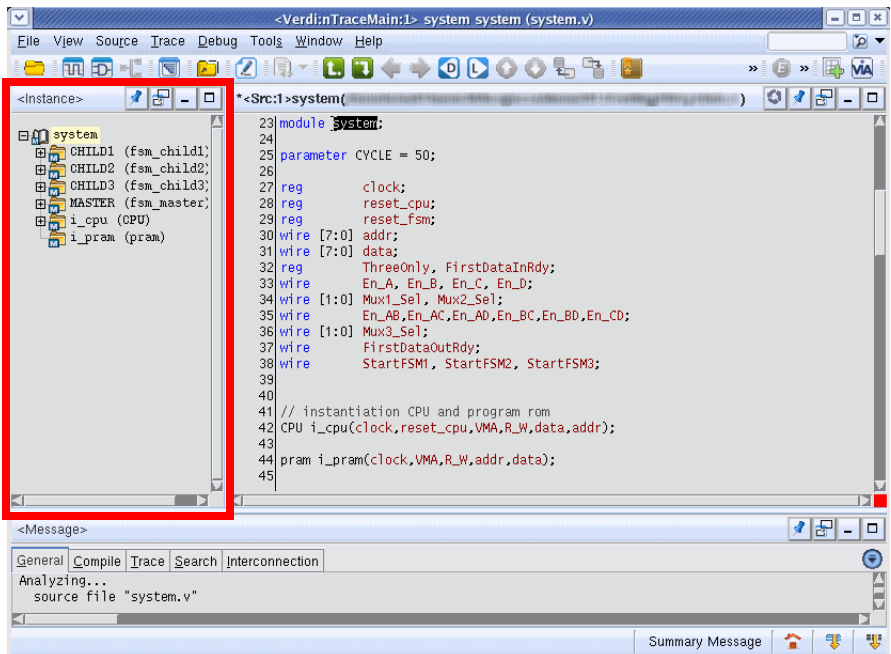 <Verdi:nTraceMain:1> system system (system.v)
File View Source Trace Debug Tools Window Help
D L » B » VIA
<Instance>
*<Src:1>system( )
system
CHILD1 (fsm_child1)
CHILD2 (fsm_child2)
CHILD3 (fsm_child3)
MASTER (fsm_master)
i_cpu (CPU)
i_pram (pram)
23 module system;
24
25 parameter CYCLE = 50;
26
27 reg clock;
28 reg reset_cpu;
29 reg reset_fsm;
30 wire [7:0] addr;
31 wire [7:0] data;
32 reg ThreeOnly, FirstDataInRdy;
33 wire En_A, En_B, En_C, En_D;
34 wire [1:0] Mux1_Sel, Mux2_Sel;
35 wire En_AB,En_AC,En_AD,En_BC,En_BD,En_CD;
36 wire [1:0] Mux3_Sel;
37 wire FirstDataOutRdy;
38 wire StartFSM1, StartFSM2, StartFSM3;
39
40
41 // instantiation CPU and program rom
42 CPU i_cpu(clock,reset_cpu,VMA,R_W,data,addr);
43
44 pram i_pram(clock,VMA,R_W,addr,data);
45
<Message>
General Compile Trace Search Interconnection
Analyzing...
source file "system.v"
Summary Message